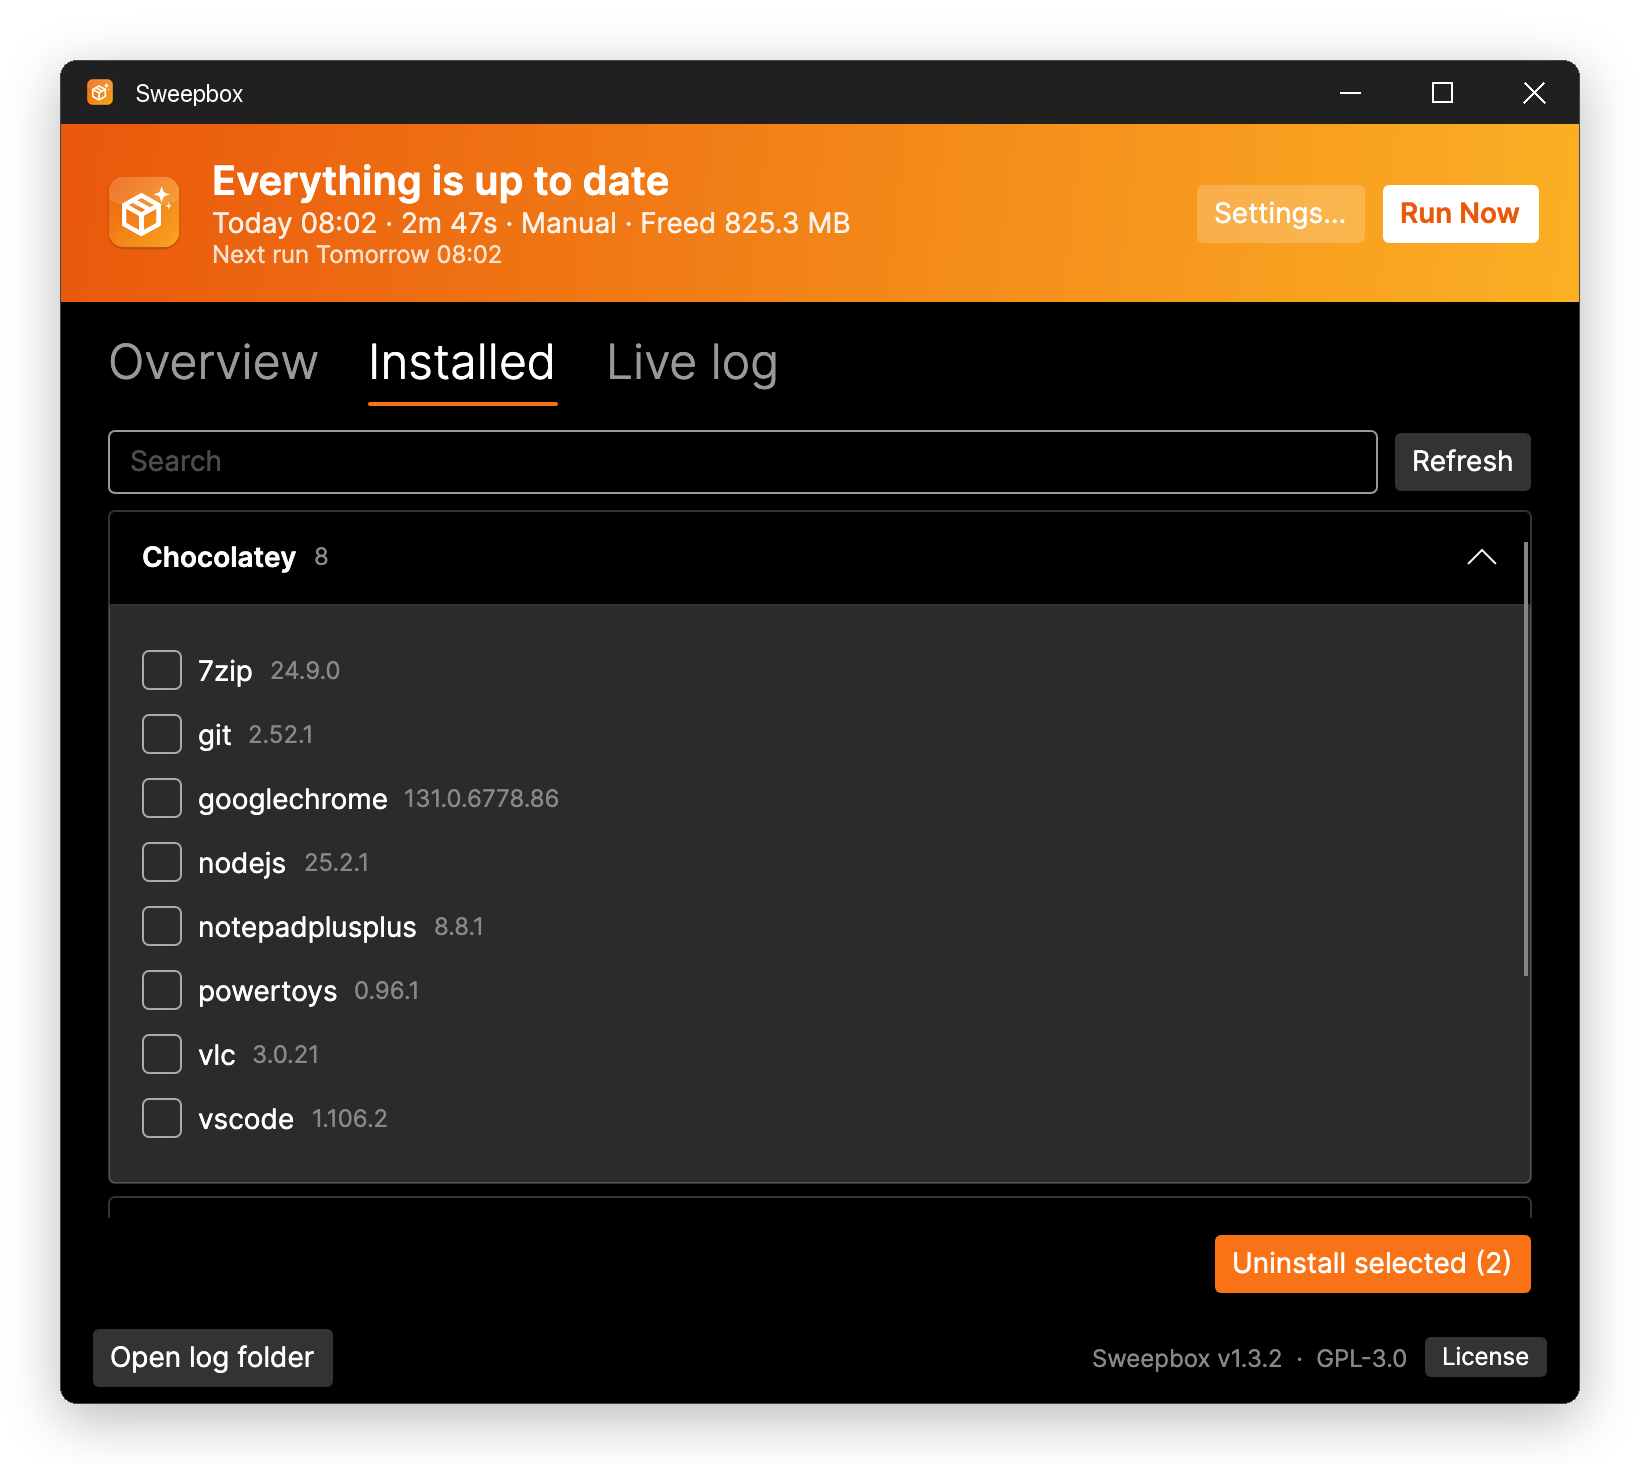 Sweepbox
Everything is up to date
Today 08:02 · 2m 47s · Manual · Freed 825.3 MB
Next run Tomorrow 08:02
Settings...
Run Now
Overview
Installed
Live log
Search
Refresh
Chocolatey 8
7zip 24.9.0
git 2.52.1
googlechrome 131.0.6778.86
nodejs 25.2.1
notepadplusplus 8.8.1
powertoys 0.96.1
vlc 3.0.21
vscode 1.106.2
Uninstall selected (2)
Open log folder
Sweepbox v1.3.2 · GPL-3.0
License